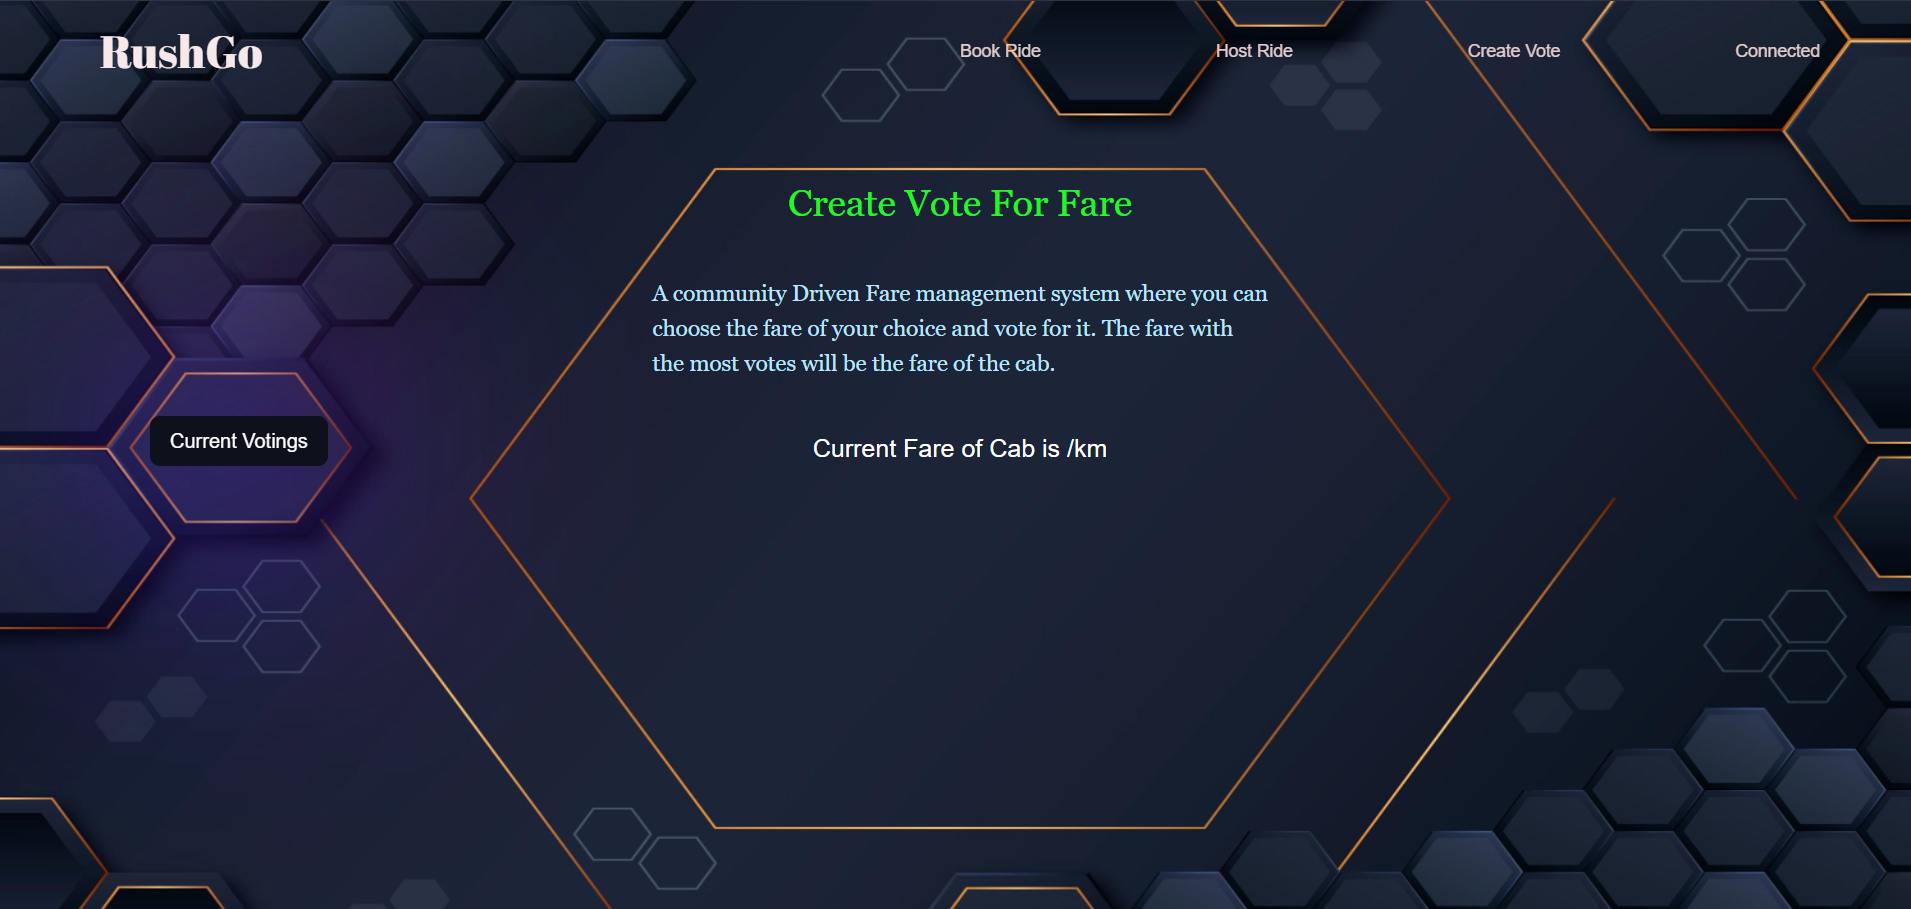 RushGo
Book Ride
Host Ride
Create Vote
Connected
Create Vote For Fare
A community Driven Fare management system where you can
choose the fare of your choice and vote for it. The fare with
the most votes will be the fare of the cab.
Current Votings
Current Fare of Cab is /km